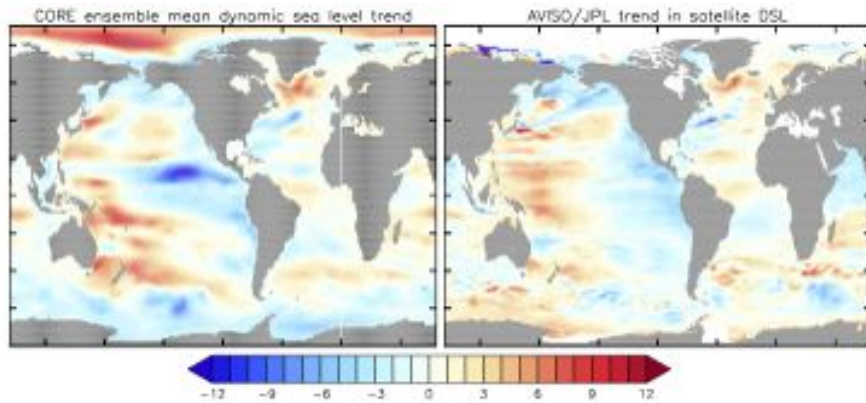 CORE ensemble mean dynamic sea level trend
AVISO/JPL trend in satellite DSL
-12 -9 -6 -3 0 3 6 9 12